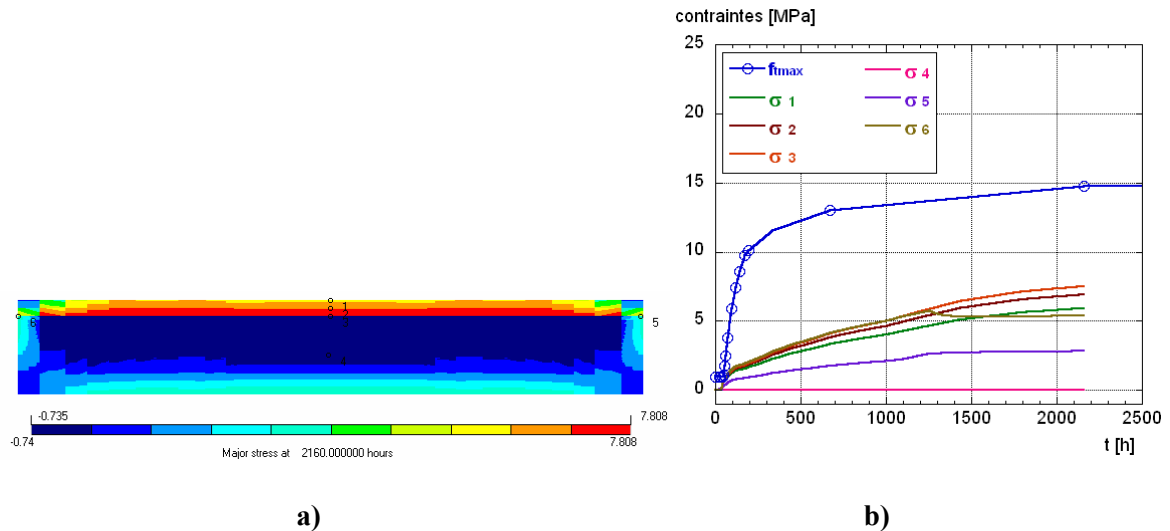 contraintes [MPa]
25
20
15
10
5
0
ftmax
σ 1
σ 2
σ 3
σ 4
σ 5
σ 6
0 500 1000 1500 2000 2500
t [h]
1
2
4
5
-0.735 7.808
-0.74 7.808
Major stress at 2160.000000 hours
a) b)